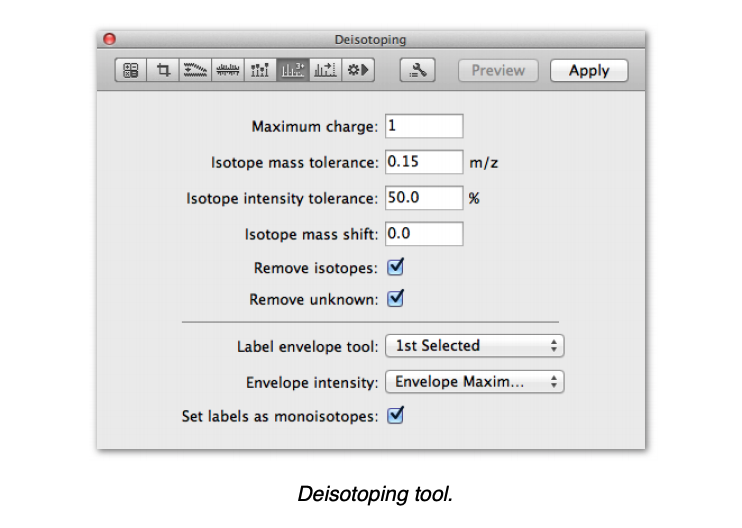 Deisotoping
Preview Apply
Maximum charge: 1
Isotope mass tolerance: 0.15 m/z
Isotope intensity tolerance: 50.0 %
Isotope mass shift: 0.0
Remove isotopes:
Remove unknown:
Label envelope tool: 1st Selected
Envelope intensity: Envelope Maxim...
Set labels as monoisotopes:
Deisotoping tool.